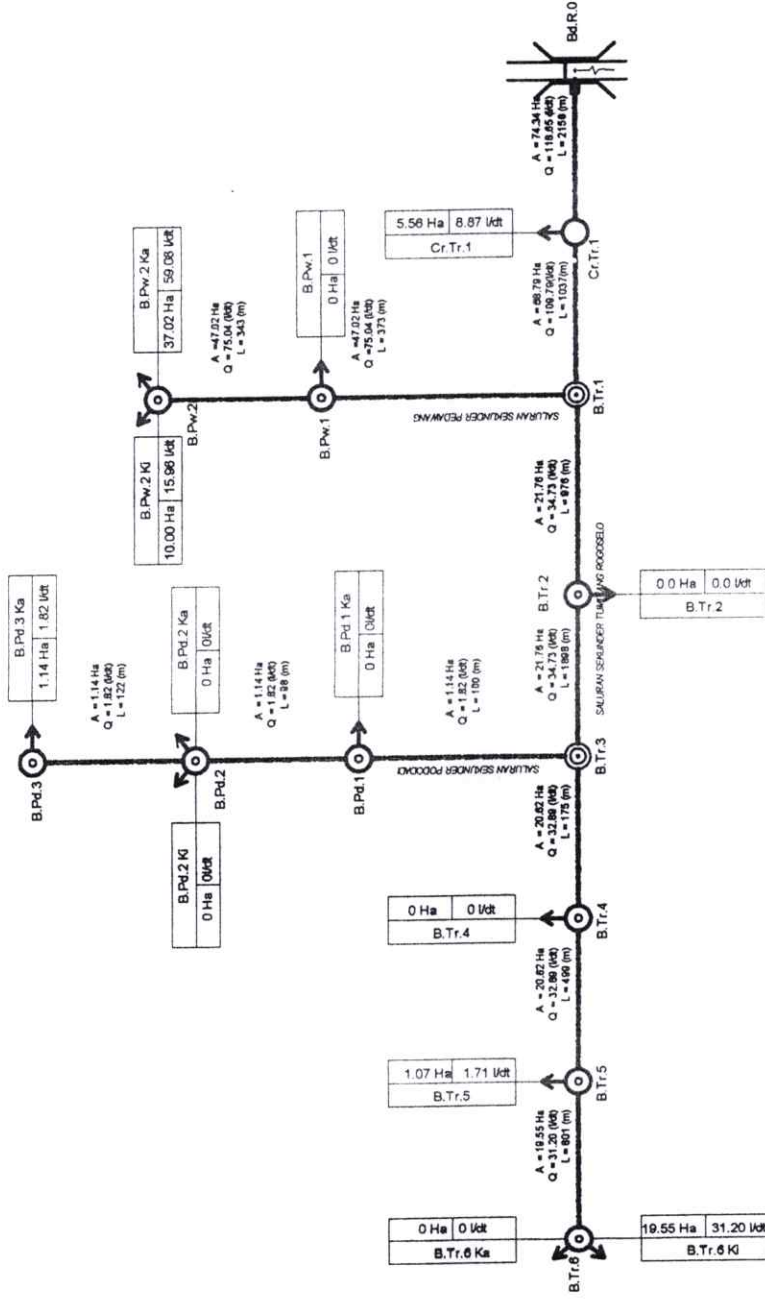 Bd.R.0
A = 74.34 Ha
Q = 118.65 (l/dt)
L = 2158 (m)
5.56 Ha 8.87 l/dt
Cr.Tr.1
Cr.Tr.1
A = 68.79 Ha
Q = 109.79 (l/dt)
L = 1037 (m)
B.Tr.1
SALURAN SEKUNDER PEDAWANG
A = 47.02 Ha
Q = 75.04 (l/dt)
L = 373 (m)
B.Pw.1
0 Ha 0 l/dt
B.Pw.1
A = 47.02 Ha
Q = 75.04 (l/dt)
L = 343 (m)
B.Pw.2 Ka
37.02 Ha 59.08 l/dt
B.Pw.2 Ki
10.00 Ha 15.96 l/dt
B.Pw.2
A = 21.76 Ha
Q = 34.73 (l/dt)
L = 976 (m)
B.Tr.2
0.0 Ha 0.0 l/dt
B.Tr.2
SALURAN SEKUNDER TUMBANG ROGOSELO
A = 21.76 Ha
Q = 34.73 (l/dt)
L = 1898 (m)
B.Tr.3
A = 1.14 Ha
Q = 1.82 (l/dt)
L = 100 (m)
B.Pd.1 Ka
0 Ha 0l/dt
B.Pd.1
A = 1.14 Ha
Q = 1.82 (l/dt)
L = 98 (m)
B.Pd.2 Ka
0 Ha 0l/dt
B.Pd.2 Ki
0 Ha 0l/dt
B.Pd.2
A = 1.14 Ha
Q = 1.82 (l/dt)
L = 122 (m)
B.Pd.3 Ka
1.14 Ha 1.82 l/dt
B.Pd.3
A = 20.62 Ha
Q = 32.89 (l/dt)
L = 175 (m)
0 Ha 0 l/dt
B.Tr.4
B.Tr.4
A = 20.62 Ha
Q = 32.89 (l/dt)
L = 499 (m)
1.07 Ha 1.71 l/dt
B.Tr.5
B.Tr.5
A = 19.55 Ha
Q = 31.20 (l/dt)
L = 801 (m)
0 Ha 0 l/dt
B.Tr.6 Ka
B.Tr.6
19.55 Ha 31.20 l/dt
B.Tr.6 Ki